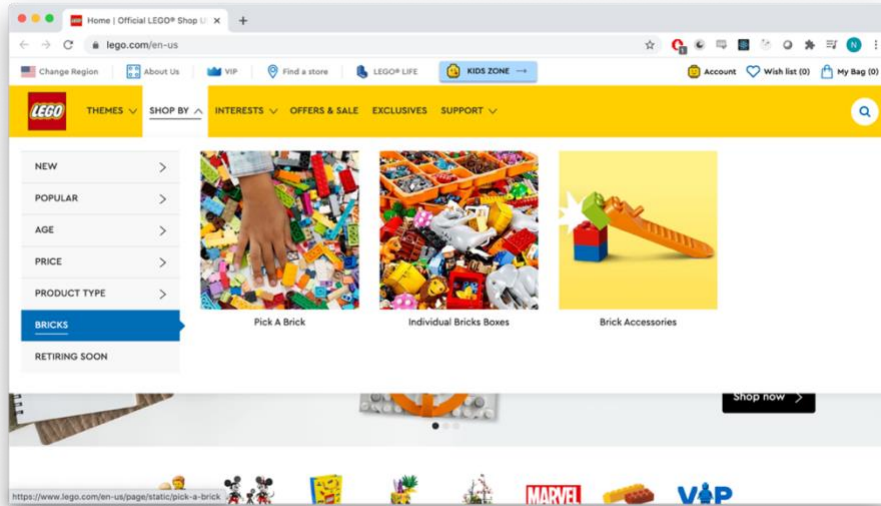 Home | Official LEGO® Shop U
lego.com/en-us
Change Region About Us VIP Find a store LEGO® LIFE KIDS ZONE → Account Wish list (0) My Bag (0)
LEGO THEMES SHOP BY INTERESTS OFFERS & SALE EXCLUSIVES SUPPORT
NEW
POPULAR
AGE
PRICE
PRODUCT TYPE
BRICKS
RETIRING SOON
Pick A Brick Individual Bricks Boxes Brick Accessories
Shop now
https://www.lego.com/en-us/page/static/pick-a-brick
MARVEL VIP